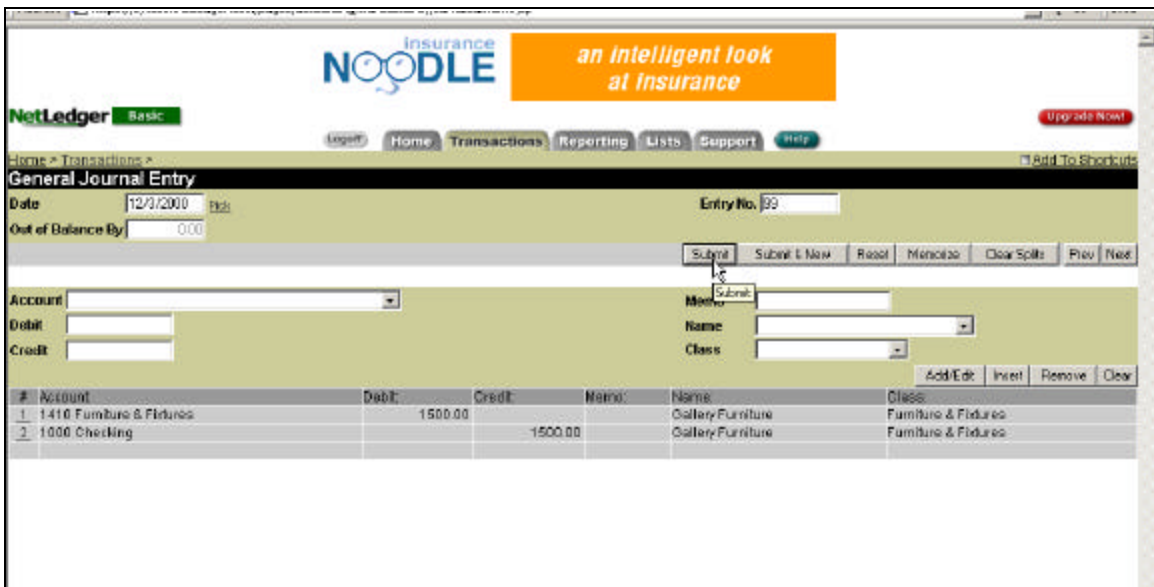 insurance
NOODLE
an intelligent look
at Insurance
NetLedger Basic
Upgrade Now!
Logoff Home Transactions Reporting Lists Support Help
Home > Transactions >
Add To Shortcuts
General Journal Entry
Date 12/3/2000 Pick
Entry No. 99
Out of Balance By 0.00
Submit Submit & New Reset Memorize Clear Splits Prev Next
Submit
Account
Memo
Debit
Name
Credit
Class
Add/Edit Insert Remove Clear
# Account Debit: Credit: Memo: Name: Class:
1 1410 Furniture & Fixtures 1500.00 Gallery Furniture Furniture & Fixtures
2 1000 Checking 1500.00 Gallery Furniture Furniture & Fixtures